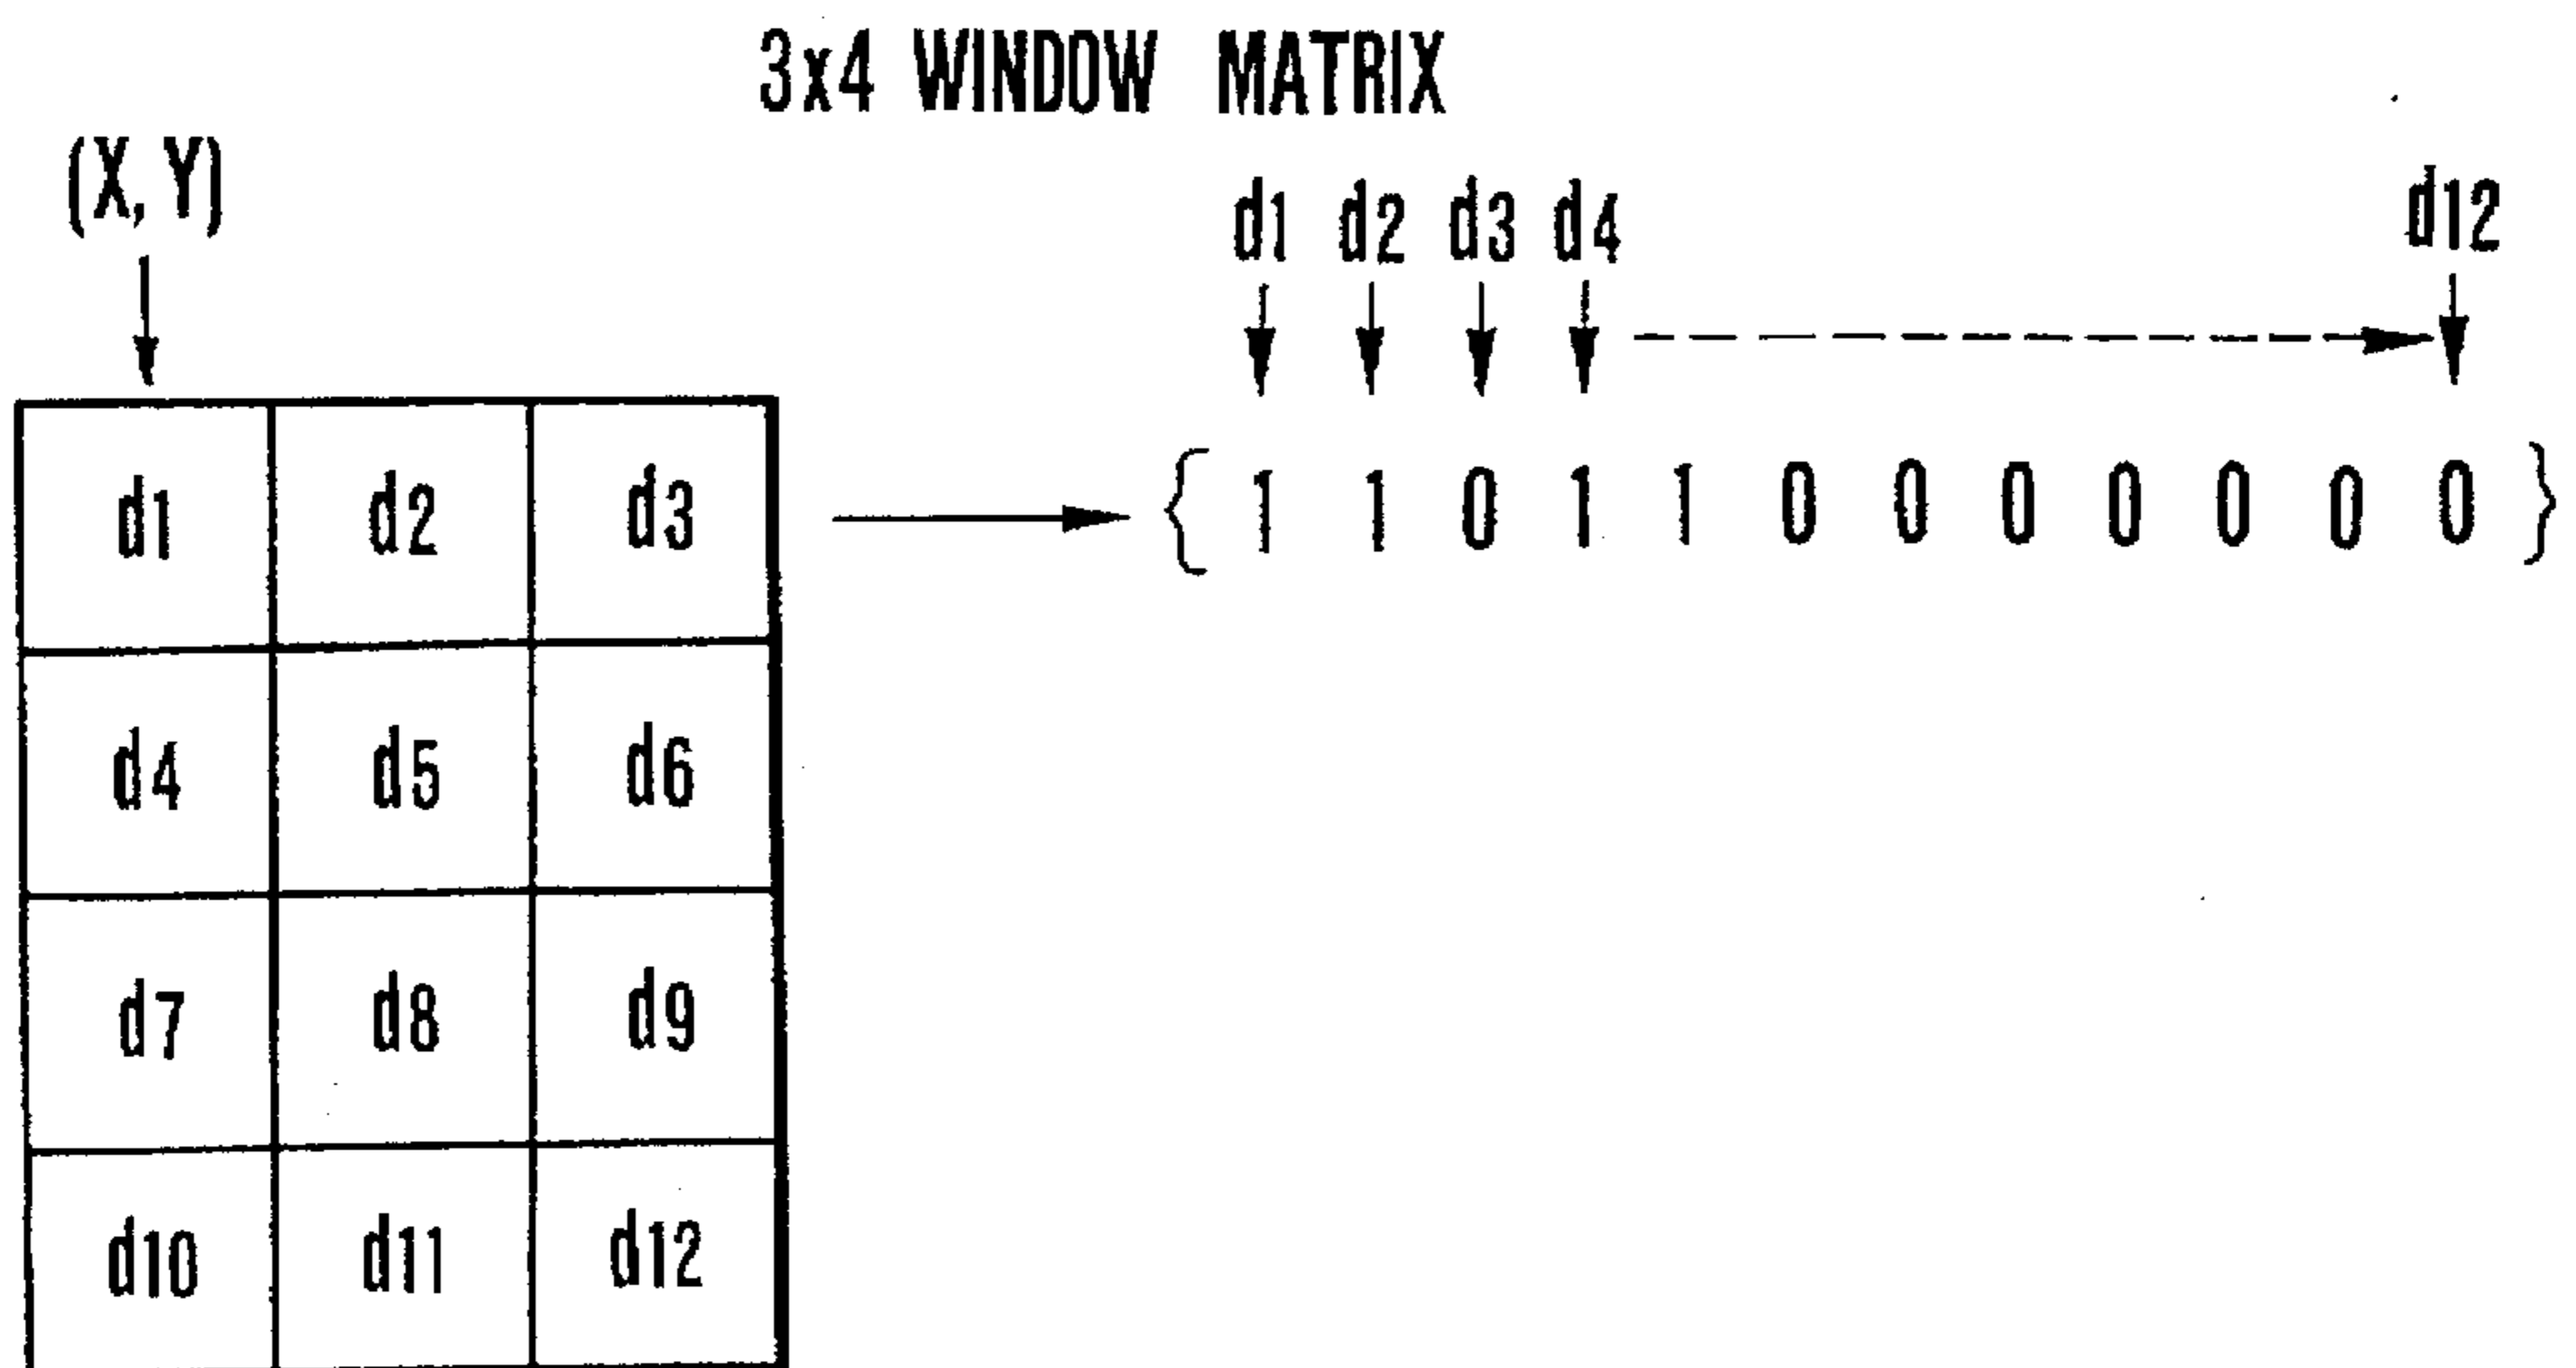 3x4 WINDOW MATRIX
(X, Y)
d1 d2 d3 d4 d12
{ 1 1 0 1 1 0 0 0 0 0 0 0 }
d1 d2 d3
d4 d5 d6
d7 d8 d9
d10 d11 d12